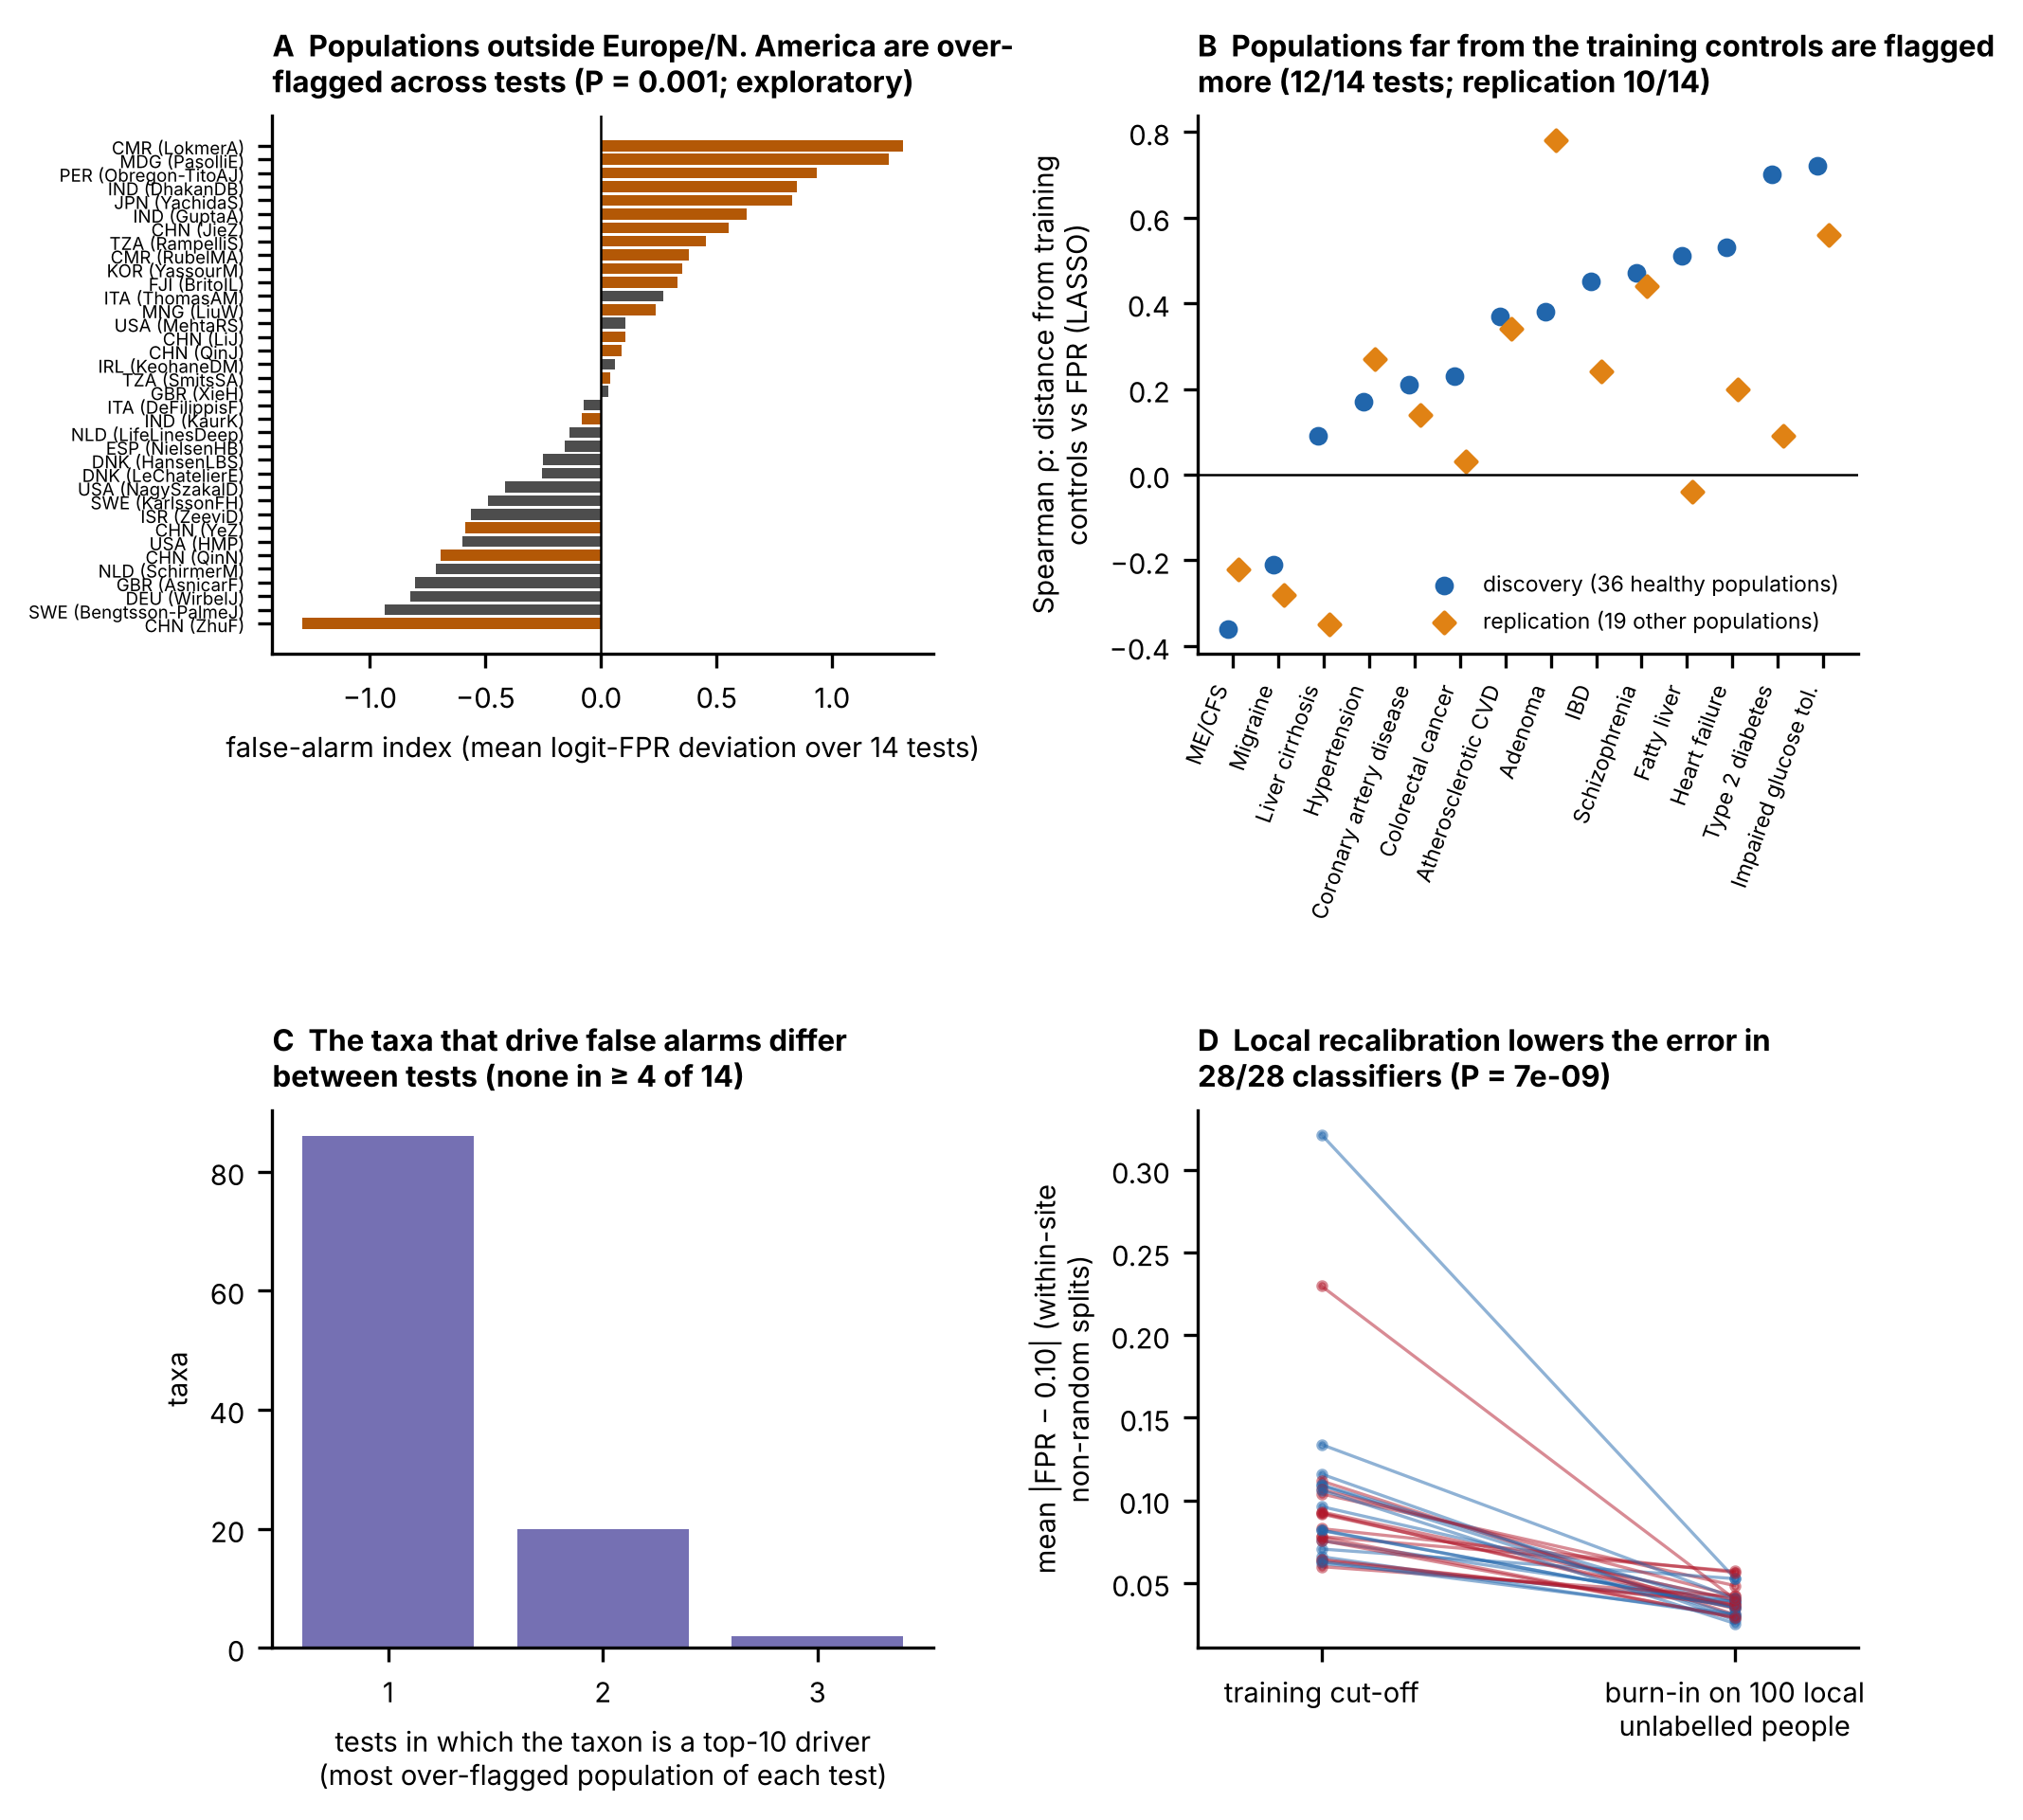 A Populations outside Europe/N. America are over-
flagged across tests (P = 0.001; exploratory)
CMR (LokmerA)
MDG (PasolliE)
PER (Obregon-TitoAJ)
IND (DhakanDB)
JPN (YachidaS)
IND (GuptaA)
CHN (JieZ)
TZA (RampelliS)
CMR (RubelMA)
KOR (YassourM)
FJI (BritoIL)
ITA (ThomasAM)
MNG (LiuW)
USA (MehtaRS)
CHN (LiJ)
CHN (QinJ)
IRL (KeohaneDM)
TZA (SmitsSA)
GBR (XieH)
ITA (DeFilippisF)
IND (KaurK)
NLD (LifeLinesDeep)
ESP (NielsenHB)
DNK (HansenLBS)
DNK (LeChatelierE)
USA (NagySzakalD)
SWE (KarlssonFH)
ISR (ZeeviD)
CHN (YeZ)
USA (HMP)
CHN (QinN)
NLD (SchirmerM)
GBR (AsnicarF)
DEU (WirbelJ)
SWE (Bengtsson-PalmeJ)
CHN (ZhuF)
−1.0 −0.5 0.0 0.5 1.0
false-alarm index (mean logit-FPR deviation over 14 tests)
B Populations far from the training controls are flagged
more (12/14 tests; replication 10/14)
Spearman ρ: distance from training
controls vs FPR (LASSO)
0.8
0.6
0.4
0.2
0.0
−0.2
−0.4
discovery (36 healthy populations)
replication (19 other populations)
ME/CFS
Migraine
Liver cirrhosis
Hypertension
Coronary artery disease
Colorectal cancer
Atherosclerotic CVD
Adenoma
IBD
Schizophrenia
Fatty liver
Heart failure
Type 2 diabetes
Impaired glucose tol.
C The taxa that drive false alarms differ
between tests (none in ≥ 4 of 14)
taxa
80
60
40
20
0
1 2 3
tests in which the taxon is a top-10 driver
(most over-flagged population of each test)
D Local recalibration lowers the error in
28/28 classifiers (P = 7e-09)
mean |FPR − 0.10| (within-site
non-random splits)
0.30
0.25
0.20
0.15
0.10
0.05
training cut-off
burn-in on 100 local
unlabelled people